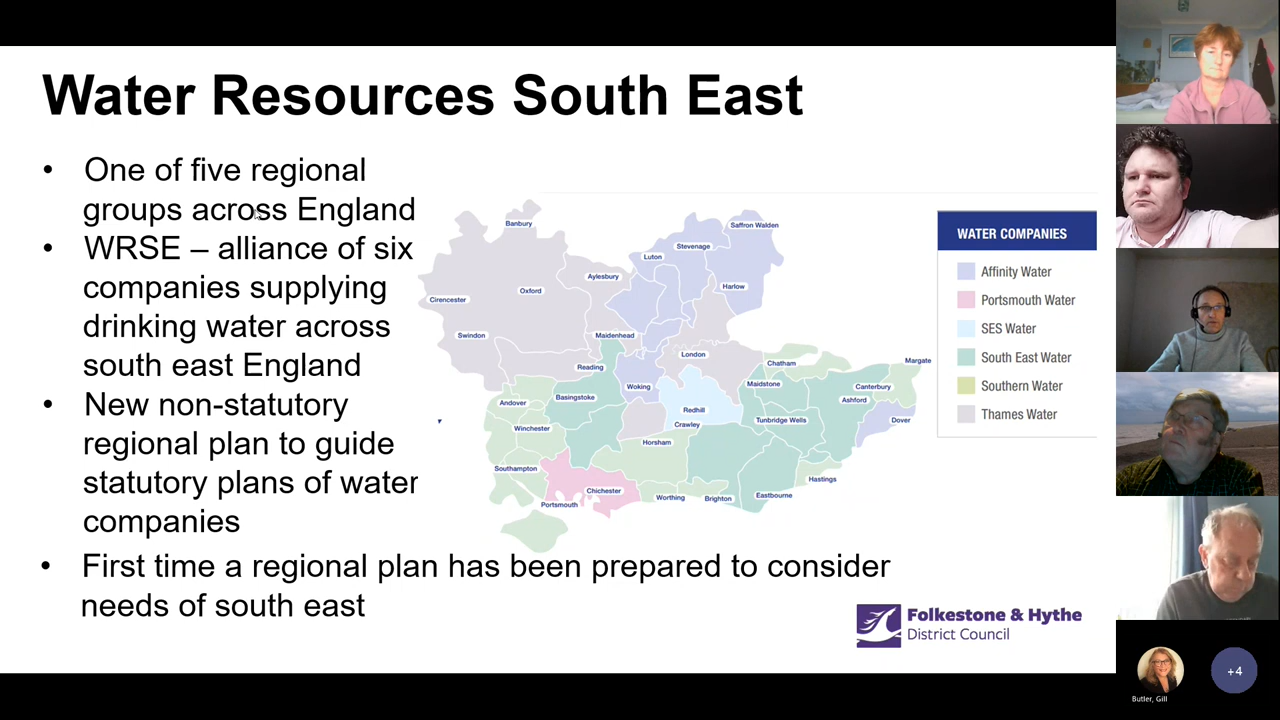 Water Resources South East
• One of five regional
groups across England
• WRSE – alliance of six
companies supplying
drinking water across
south east England
• New non-statutory
regional plan to guide
statutory plans of water
companies
• First time a regional plan has been prepared to consider
needs of south east
Banbury
Saffron Walden
Stevenage
Luton
Aylesbury
Harlow
Oxford
Cirencester
Swindon
Maidenhead
London
Margate
Chatham
Reading
Woking
Maidstone
Canterbury
Basingstoke
Ashford
Andover
Redhill
Dover
Tunbridge Wells
Crawley
Winchester
Horsham
Southampton
Hastings
Chichester
Eastbourne
Worthing
Brighton
Portsmouth
WATER COMPANIES
Affinity Water
Portsmouth Water
SES Water
South East Water
Southern Water
Thames Water
Folkestone & Hythe
District Council
Butler, Gill
+4